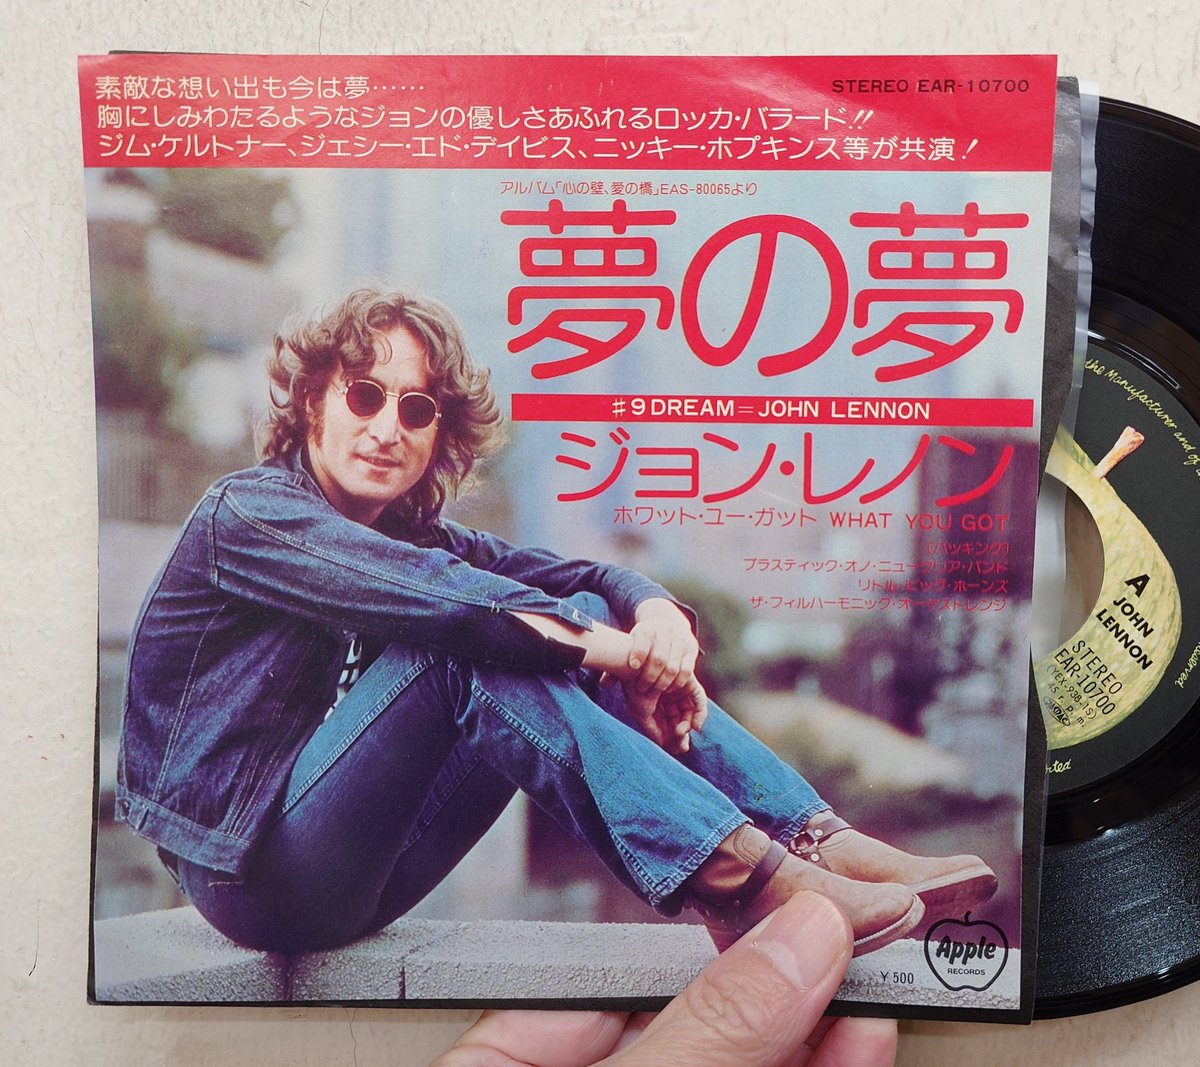 素敵な想い出も今は夢……
STEREO EAR-10700
胸にしみわたるようなジョンの優しさあふれるロッカ・バラード!!
ジム・ケルトナー、ジェシー・エド・デイビス、ニッキー・ホプキンス等が共演!
アルバム「心の壁、愛の橋」EAS-80065より
夢の夢
♯9 DREAM=JOHN LENNON
ジョン・レノン
ホワット・ユー・ガット WHAT YOU GOT
(バッキング)
プラスティック・オノ・ニュークリア・バンド
リトル・ビッグ・ホーンズ
ザ・フィルハーモニック・オーケストレンジ
¥500
Apple
RECORDS
the Manufacturer and of
A
JOHN
LENNON
STEREO
EAR-10700
(YEX-938-1S)
45 r.p.m.